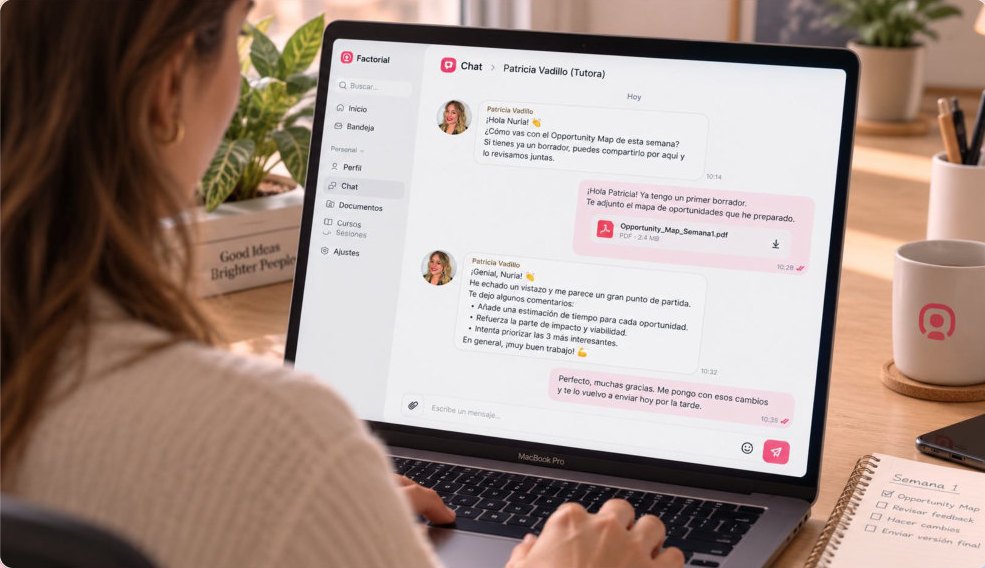 Factorial
Buscar...
Inicio
Bandeja
Personal
Perfil
Chat
Documentos
Cursos
Sesiones
Ajustes
Chat > Patricia Vadillo (Tutora)
Hoy
Patricia Vadillo
¡Hola Nuria! 👋
¿Cómo vas con el Opportunity Map de esta semana?
Si tienes ya un borrador, puedes compartirlo por aquí y
lo revisamos juntas.
10:14
¡Hola Patricia! Ya tengo un primer borrador.
Te adjunto el mapa de oportunidades que he preparado.
Opportunity_Map_Semana1.pdf
PDF - 2.4 MB
10:28
Patricia Vadillo
¡Genial, Nuria! 👏
He echado un vistazo y me parece un gran punto de partida.
Te dejo algunos comentarios:
• Añade una estimación de tiempo para cada oportunidad.
• Refuerza la parte de impacto y viabilidad.
• Intenta priorizar las 3 más interesantes.
En general, ¡muy buen trabajo! 💪
10:32
Perfecto, muchas gracias. Me pongo con esos cambios
y te lo vuelvo a enviar hoy por la tarde.
10:35
Escribe un mensaje...
MacBook Pro
Good Ideas
Brighter People
Semana 1
Opportunity Map
Revisar feedback
Hacer cambios
Enviar versión final